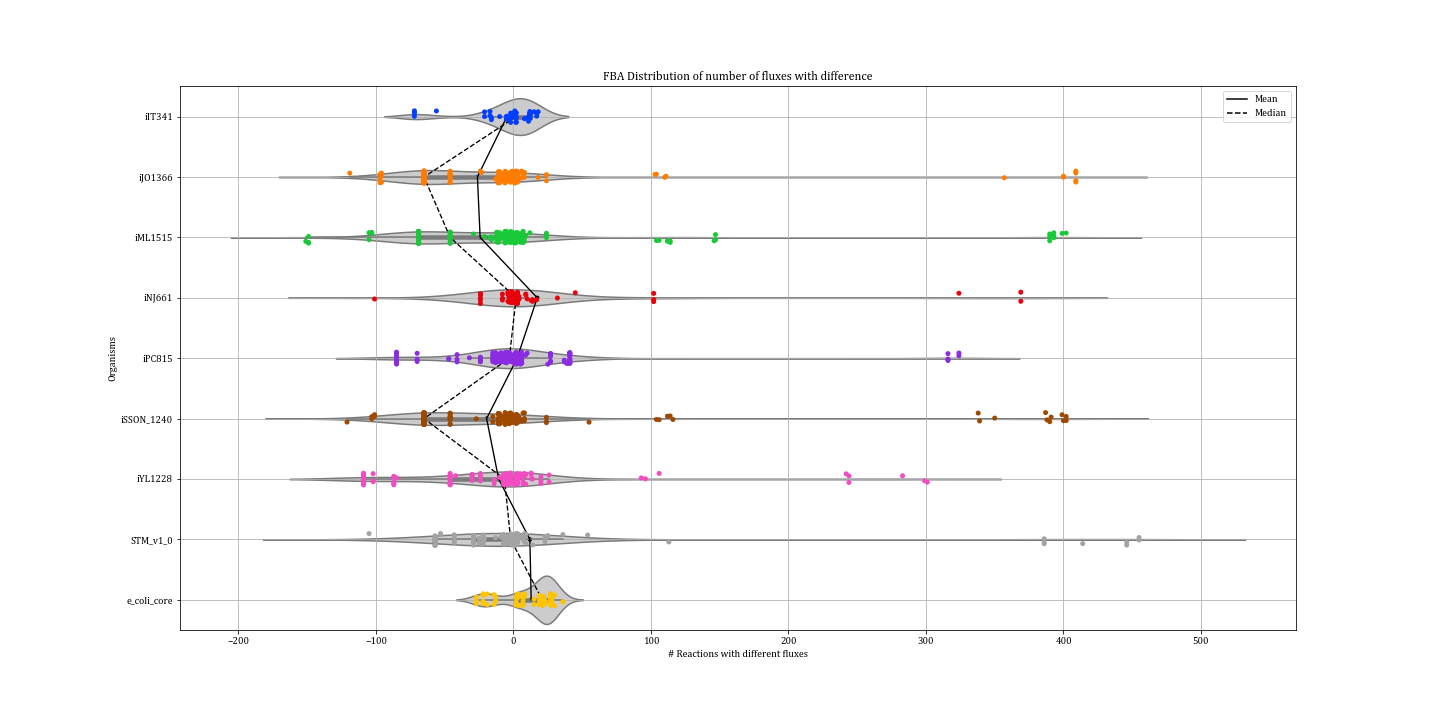 FBA Distribution of number of fluxes with difference
Mean
Median
Organisms
iIT341
iJO1366
iML1515
iNJ661
iPC815
iSSON_1240
iYL1228
STM_v1_0
e_coli_core
−200 −100 0 100 200 300 400 500
# Reactions with different fluxes